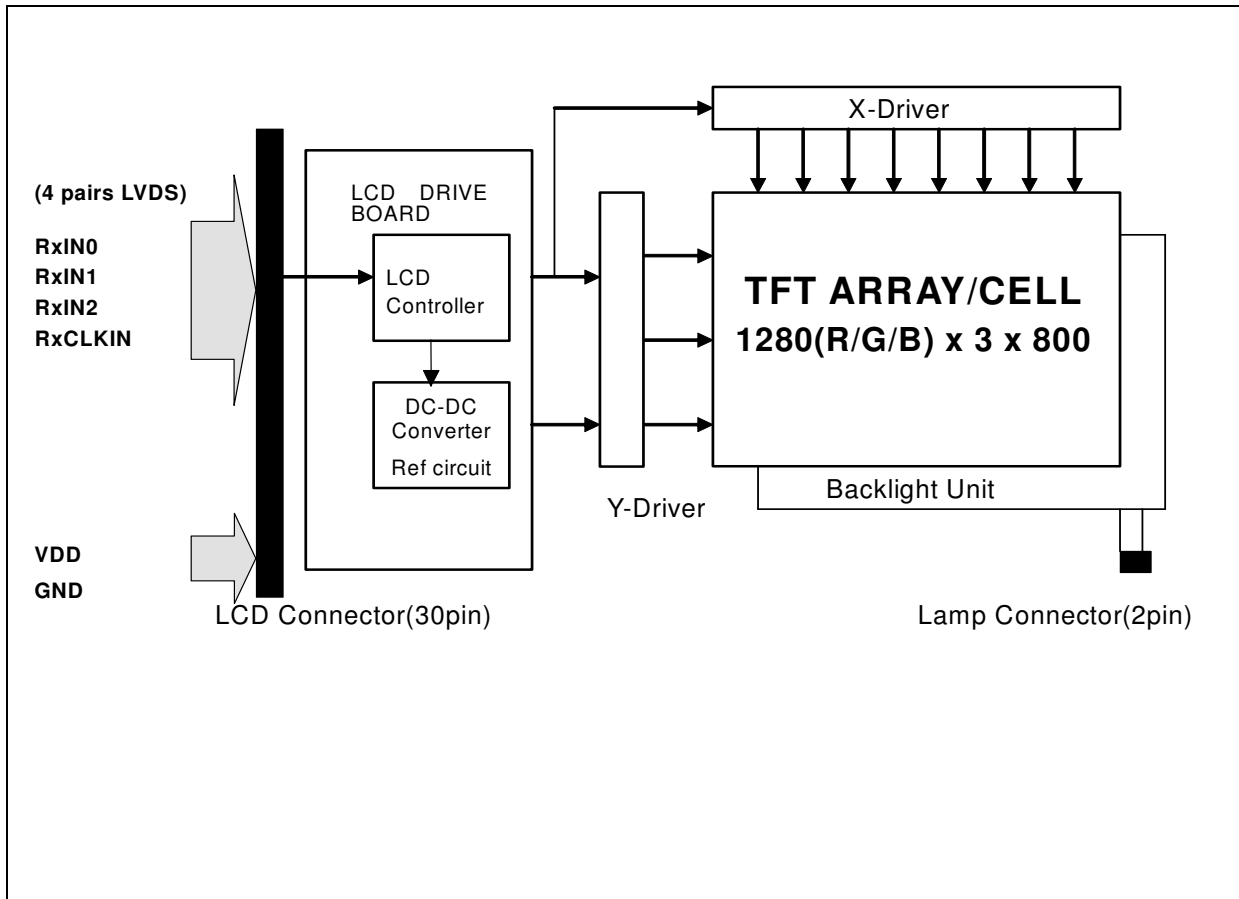 X-Driver
(4 pairs LVDS)
RxIN0
RxIN1
RxIN2
RxCLKIN
LCD DRIVE
BOARD
LCD
Controller
DC-DC
Converter
Ref circuit
TFT ARRAY/CELL
1280(R/G/B) x 3 x 800
Backlight Unit
Y-Driver
VDD
GND
LCD Connector(30pin)
Lamp Connector(2pin)